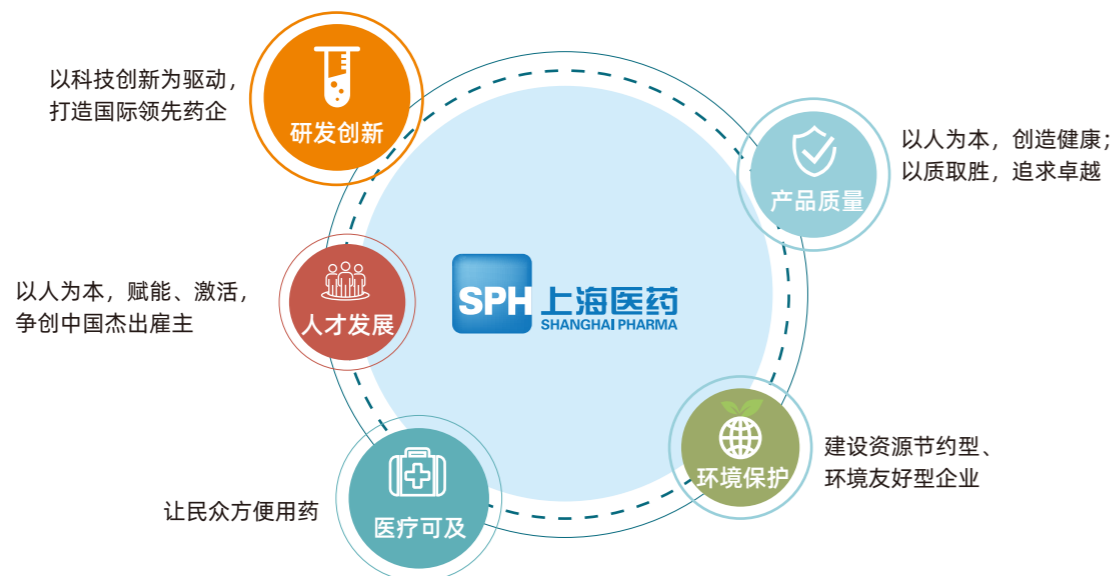 以科技创新为驱动，
打造国际领先药企
研发创新
以人为本，创造健康；
以质取胜，追求卓越
产品质量
SPH 上海医药
SHANGHAI PHARMA
以人为本，赋能、激活，
争创中国杰出雇主
人才发展
建设资源节约型、
环境友好型企业
环境保护
让民众方便用药
医疗可及